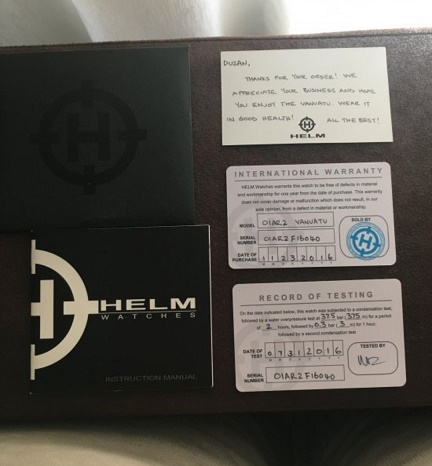 H
DUSAN,
THANKS FOR YOUR ORDER! WE
APPRECIATE YOUR BUSINESS AND HOPE
YOU ENJOY THE VANUATU. WEAR IT
IN GOOD HEALTH! ALL THE BEST!
HELM
INTERNATIONAL WARRANTY
HELM Watches warrants this watch to be free of defects in material
and workmanship for one year from the date of purchase. This warranty
does not cover damage or malfunction which does not result, in our
sole opinion, from a defect in material or workmanship.
MODEL 01AR2 VANUATU
SOLD BY
SERIAL
NUMBER 01AR2F16040
DATE OF
PURCHASE 11232016
HELM
WATCHES
INSTRUCTION MANUAL
RECORD OF TESTING
On the date indicated below, this watch was subjected to a condensation test,
followed by a water overpressure test at 37.5 bar (375 m) for a period
of 2 hours, followed by 0.3 bar (3 m) for 1 hour,
followed by a second condensation test.
DATE OF
TEST 07312016
TESTED BY
SERIAL
NUMBER 01AR2F16040